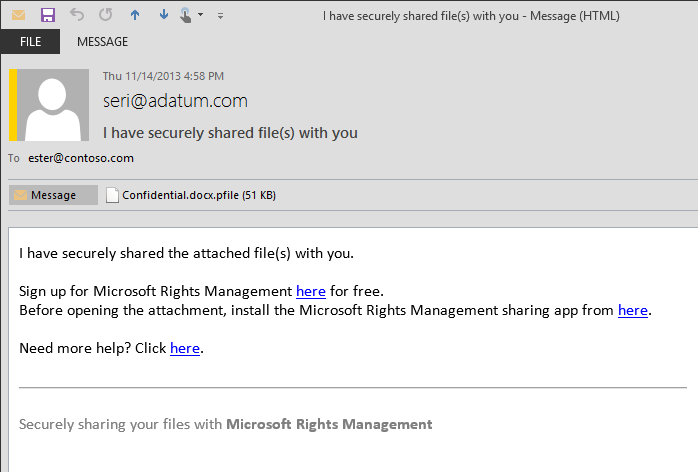 I have securely shared file(s) with you - Message (HTML)
FILE MESSAGE
Thu 11/14/2013 4:58 PM
seri@adatum.com
I have securely shared file(s) with you
To ester@contoso.com
Message Confidential.docx.pfile (51 KB)
I have securely shared the attached file(s) with you.
Sign up for Microsoft Rights Management here for free.
Before opening the attachment, install the Microsoft Rights Management sharing app from here.
Need more help? Click here.
Securely sharing your files with Microsoft Rights Management